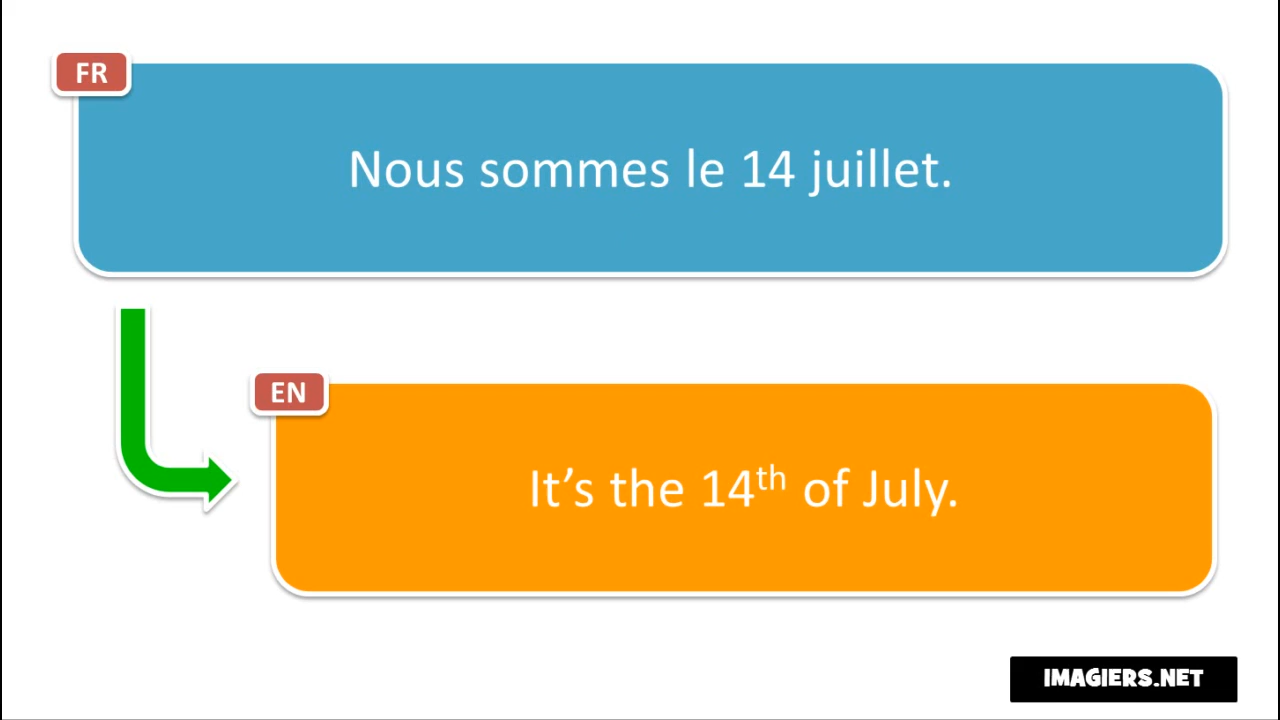 FR
Nous sommes le 14 juillet.
EN
It’s the 14th of July.
IMAGIERS.NET